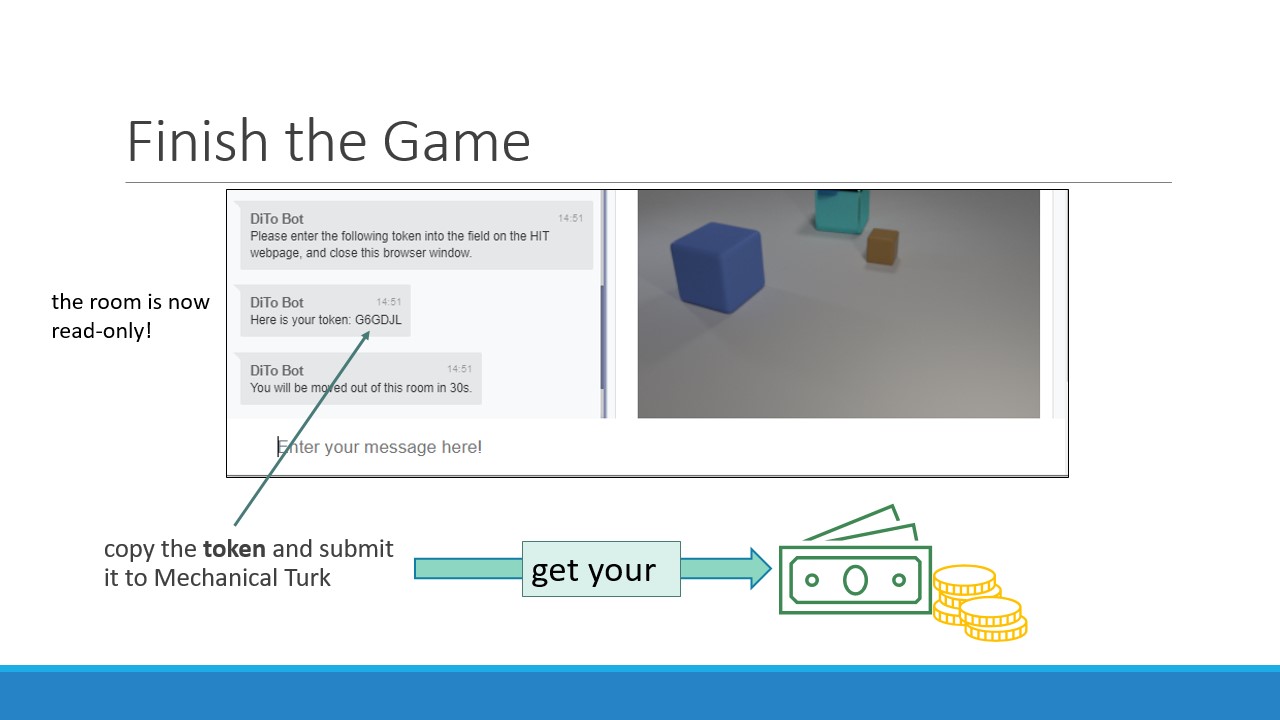 Finish the Game
DiTo Bot 14:51
Please enter the following token into the field on the HIT
webpage, and close this browser window.
the room is now
read-only!
DiTo Bot 14:51
Here is your token: G6GDJL
DiTo Bot 14:51
You will be moved out of this room in 30s.
Enter your message here!
copy the token and submit
it to Mechanical Turk
get your